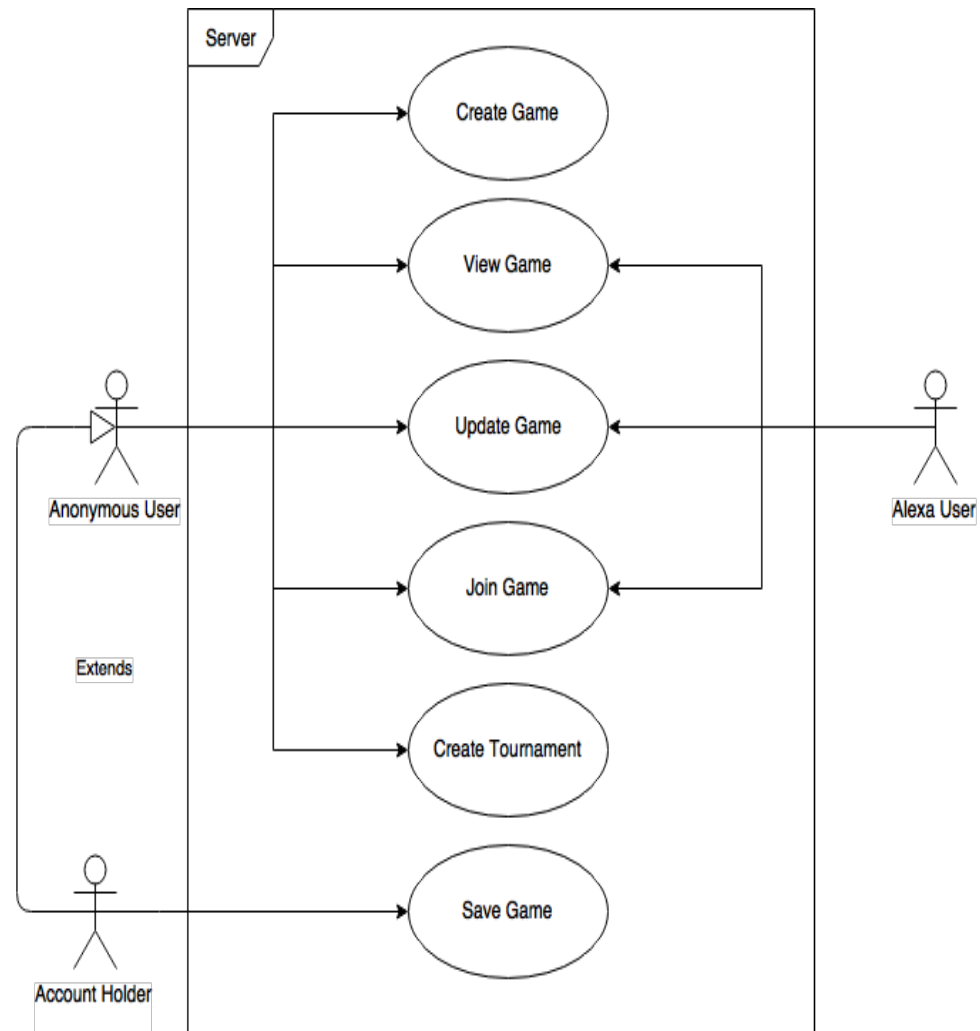 Server
Create Game
View Game
Update Game
Anonymous User
Alexa User
Join Game
Extends
Create Tournament
Save Game
Account Holder